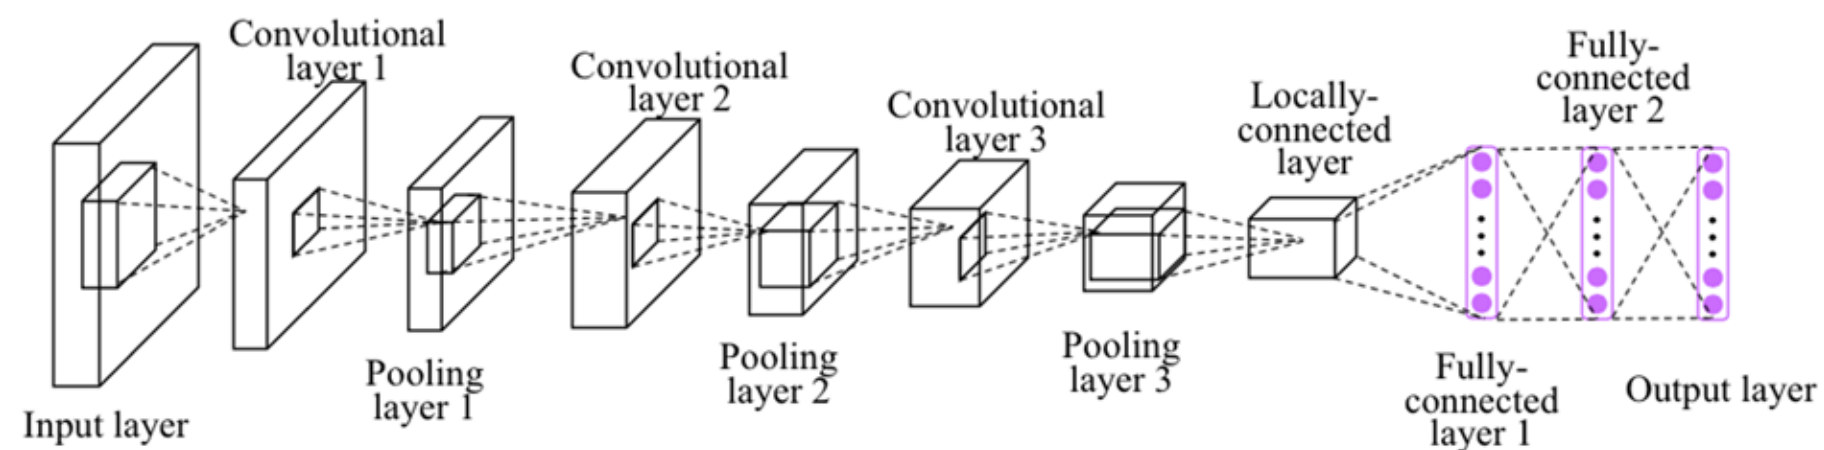 Input layer
Convolutional
layer 1
Pooling
layer 1
Convolutional
layer 2
Pooling
layer 2
Convolutional
layer 3
Pooling
layer 3
Locally-
connected
layer
Fully-
connected
layer 1
Fully-
connected
layer 2
Output layer